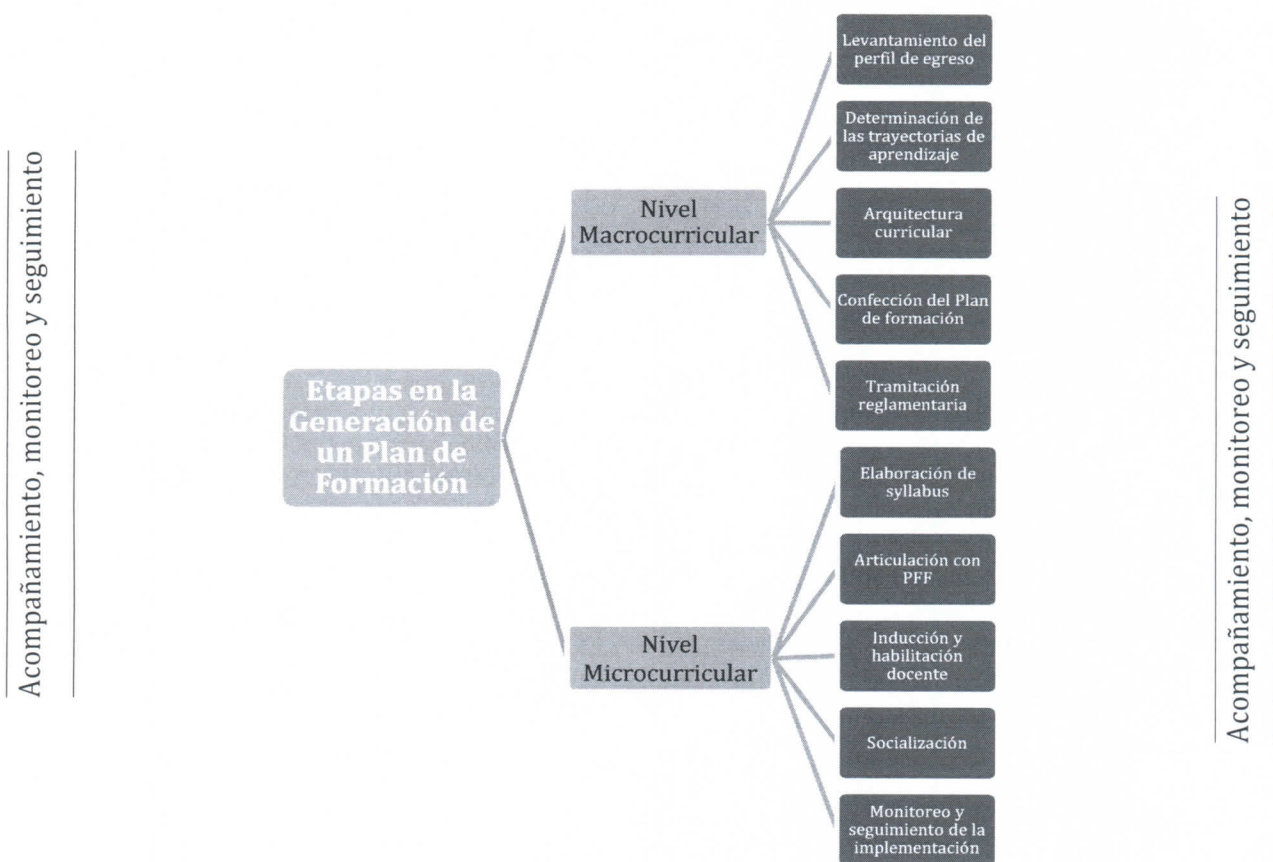 Acompañamiento, monitoreo y seguimiento
Etapas en la
Generación de
un Plan de
Formación
Nivel
Macrocurricular
Levantamiento del
perfil de egreso
Determinación de
las trayectorias de
aprendizaje
Arquitectura
curricular
Confección del Plan
de formación
Tramitación
reglamentaria
Nivel
Microcurricular
Elaboración de
syllabus
Articulación con
PFF
Inducción y
habilitación
docente
Socialización
Monitoreo y
seguimiento de la
implementación
Acompañamiento, monitoreo y seguimiento